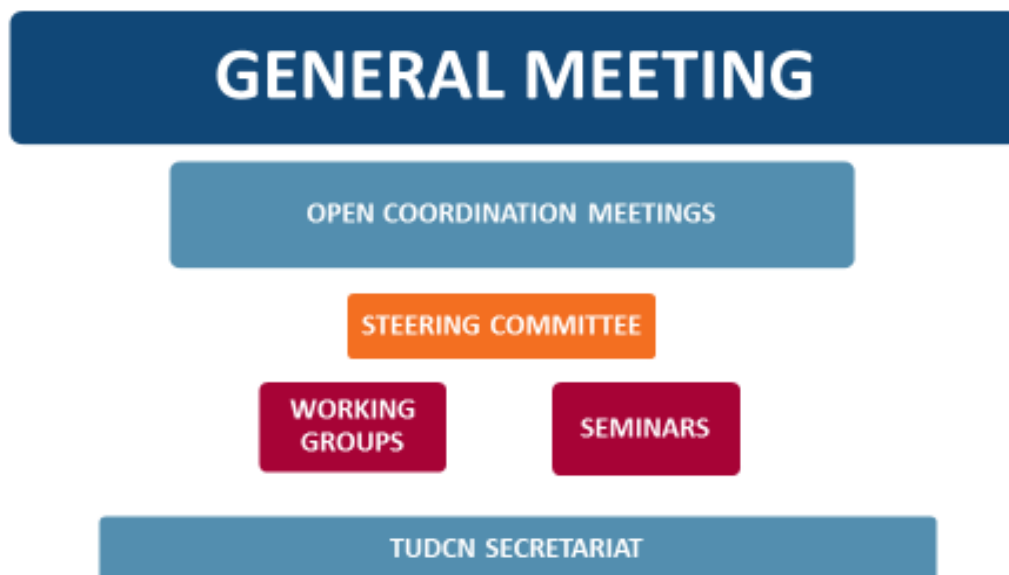 GENERAL MEETING
OPEN COORDINATION MEETINGS
STEERING COMMITTEE
WORKING
GROUPS
SEMINARS
TUDCN SECRETARIAT